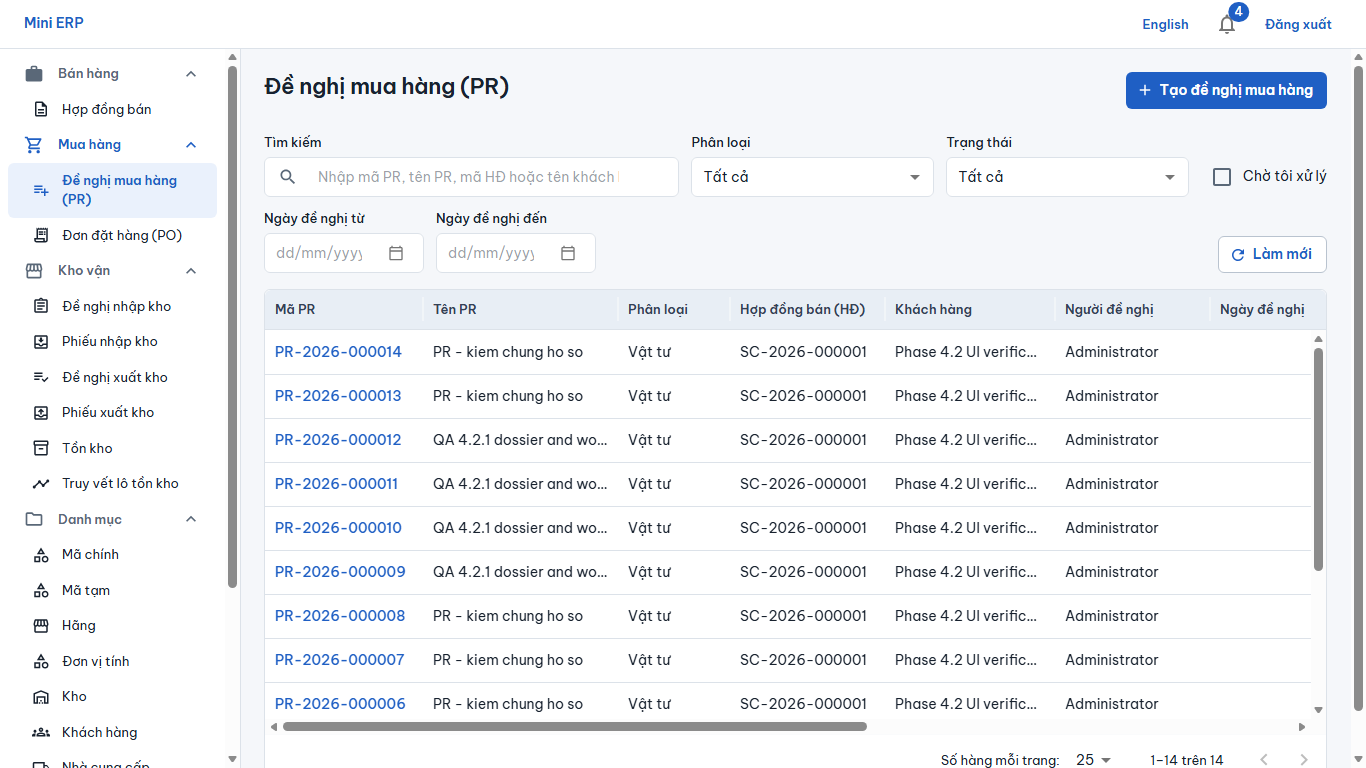 Mini ERP
English
4
Đăng xuất
Bán hàng
Hợp đồng bán
Mua hàng
Đề nghị mua hàng
(PR)
Đơn đặt hàng (PO)
Kho vận
Đề nghị nhập kho
Phiếu nhập kho
Đề nghị xuất kho
Phiếu xuất kho
Tồn kho
Truy vết lô tồn kho
Danh mục
Mã chính
Mã tạm
Hãng
Đơn vị tính
Kho
Khách hàng
Nhà cung cấp
Đề nghị mua hàng (PR)
Tạo đề nghị mua hàng
Tìm kiếm
Nhập mã PR, tên PR, mã HĐ hoặc tên khách
Phân loại
Tất cả
Trạng thái
Tất cả
Chờ tôi xử lý
Ngày đề nghị từ
dd/mm/yyyy
Ngày đề nghị đến
dd/mm/yyyy
Làm mới
Mã PR Tên PR Phân loại Hợp đồng bán (HĐ) Khách hàng Người đề nghị Ngày đề nghị
PR-2026-000014 PR - kiem chung ho so Vật tư SC-2026-000001 Phase 4.2 UI verific... Administrator
PR-2026-000013 PR - kiem chung ho so Vật tư SC-2026-000001 Phase 4.2 UI verific... Administrator
PR-2026-000012 QA 4.2.1 dossier and wo... Vật tư SC-2026-000001 Phase 4.2 UI verific... Administrator
PR-2026-000011 QA 4.2.1 dossier and wo... Vật tư SC-2026-000001 Phase 4.2 UI verific... Administrator
PR-2026-000010 QA 4.2.1 dossier and wo... Vật tư SC-2026-000001 Phase 4.2 UI verific... Administrator
PR-2026-000009 QA 4.2.1 dossier and wo... Vật tư SC-2026-000001 Phase 4.2 UI verific... Administrator
PR-2026-000008 PR - kiem chung ho so Vật tư SC-2026-000001 Phase 4.2 UI verific... Administrator
PR-2026-000007 PR - kiem chung ho so Vật tư SC-2026-000001 Phase 4.2 UI verific... Administrator
PR-2026-000006 PR - kiem chung ho so Vật tư SC-2026-000001 Phase 4.2 UI verific... Administrator
Số hàng mỗi trang: 25 1–14 trên 14